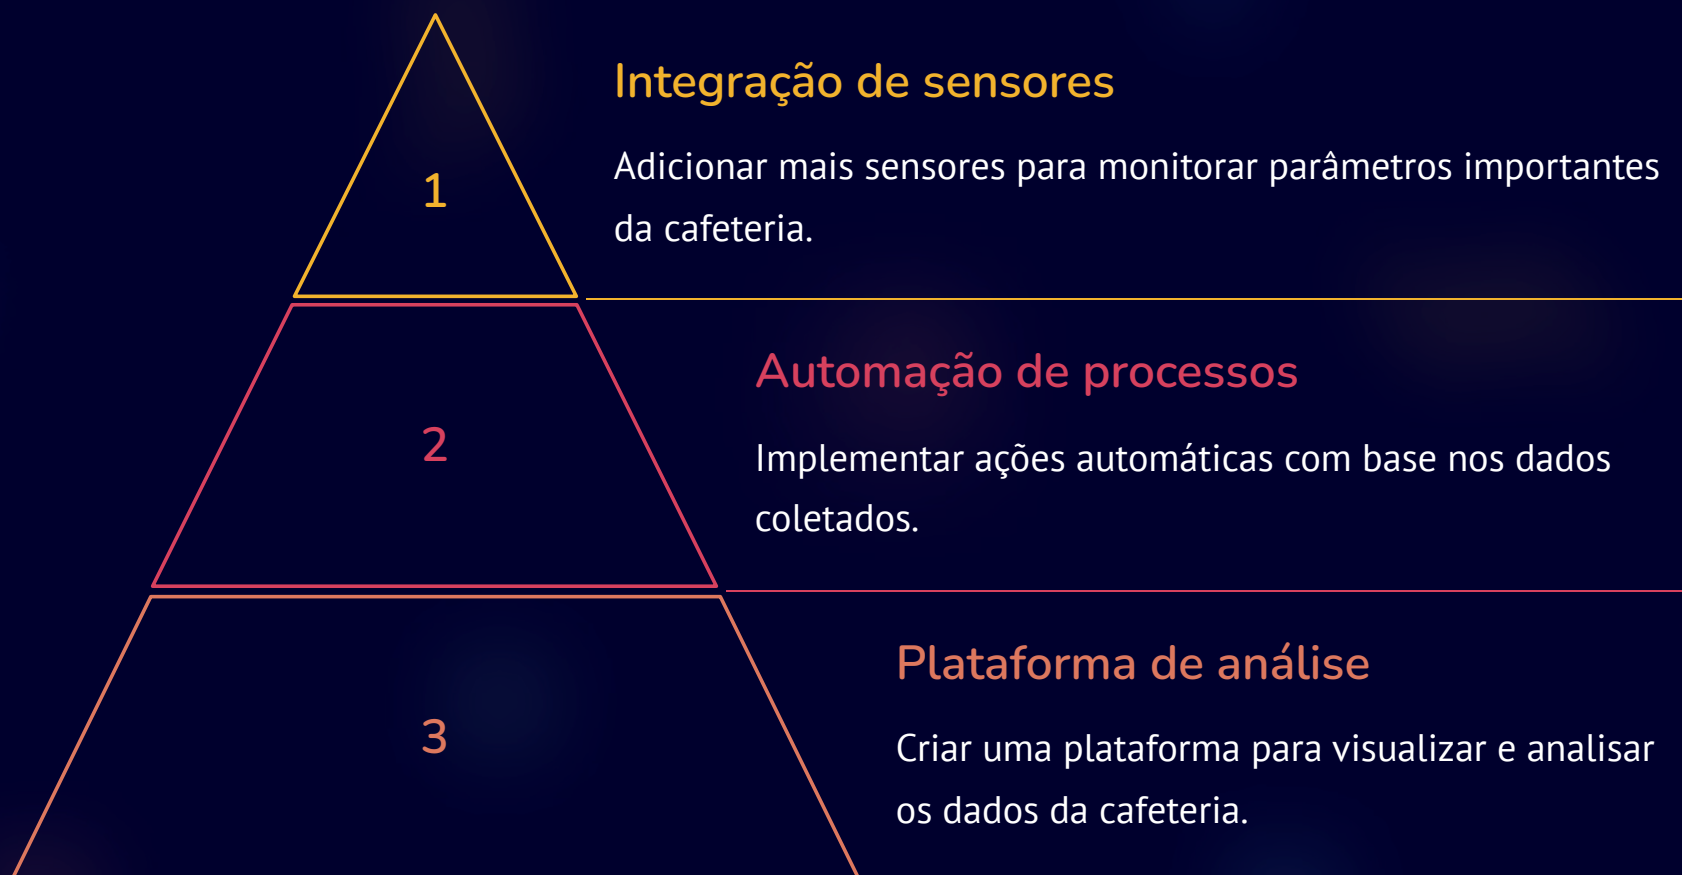 1
Integração de sensores
Adicionar mais sensores para monitorar parâmetros importantes
da cafeteria.
2
Automação de processos
Implementar ações automáticas com base nos dados
coletados.
3
Plataforma de análise
Criar uma plataforma para visualizar e analisar
os dados da cafeteria.